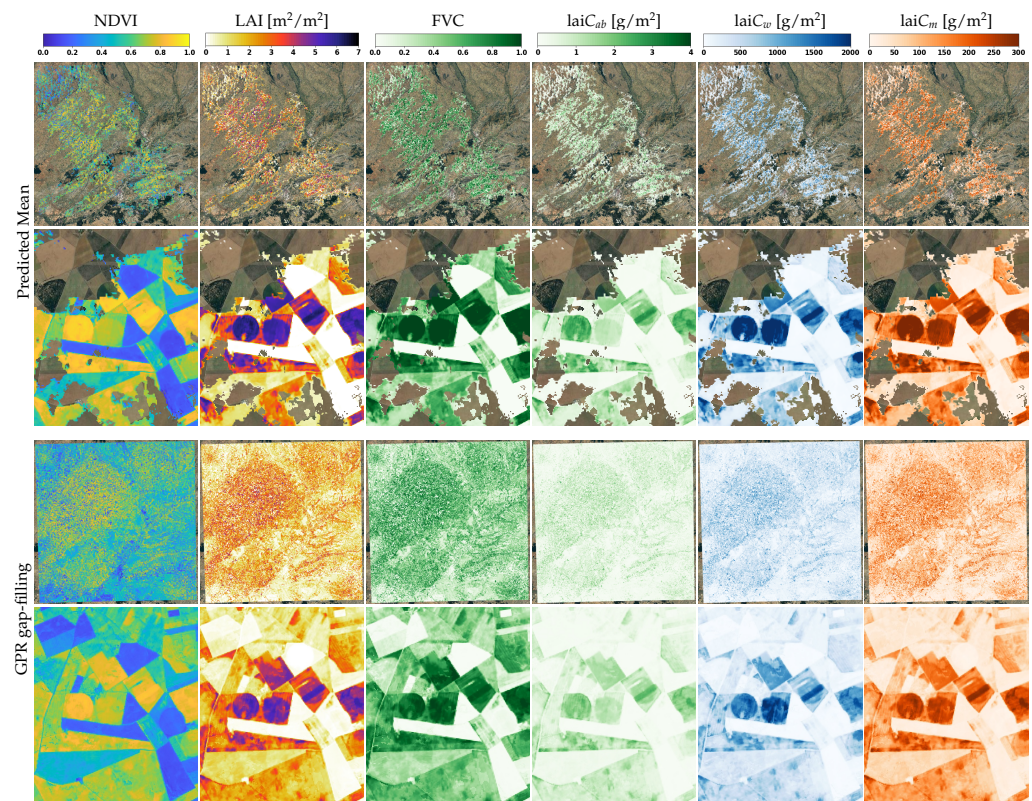 NDVI LAI [m²/m²] FVC laiC_ab [g/m²] laiC_w [g/m²] laiC_m [g/m²]
0.0 0.2 0.4 0.6 0.8 1.0 0 1 2 3 4 5 6 7 0.0 0.2 0.4 0.6 0.8 1.0 0 1 2 3 4 0 500 1000 1500 2000 0 50 100 150 200 250 300
Predicted Mean
GPR gap-filling